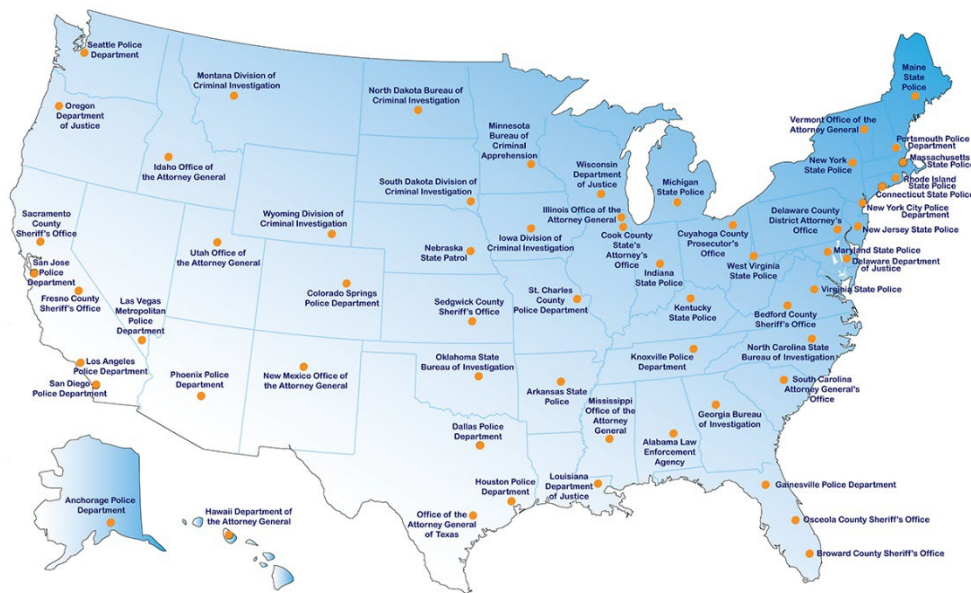 Seattle Police
Department
Oregon
Department
of Justice
Montana Division of
Criminal Investigation
Idaho Office of
the Attorney General
North Dakota Bureau of
Criminal Investigation
Minnesota
Bureau of
Criminal
Apprehension
South Dakota Division of
Criminal Investigation
Wisconsin
Department
of Justice
Michigan
State Police
Maine
State
Police
Vermont Office of the
Attorney General
Portsmouth Police
Department
New York
State Police
Massachusetts
State Police
Rhode Island
State Police
Connecticut State Police
New York City Police
Department
New Jersey State Police
Delaware County
District Attorney's
Office
Maryland State Police
Delaware Department
of Justice
Virginia State Police
Sacramento
County
Sheriff's Office
San Jose
Police
Department
Fresno County
Sheriff's Office
Las Vegas
Metropolitan
Police
Department
Los Angeles
Police Department
San Diego
Police Department
Utah Office of
the Attorney General
Wyoming Division of
Criminal Investigation
Colorado Springs
Police Department
Nebraska
State Patrol
Iowa Division of
Criminal Investigation
Illinois Office of the
Attorney General
Cook County
State's
Attorney's
Office
Indiana
State Police
Cuyahoga County
Prosecutor's
Office
West Virginia
State Police
Sedgwick County
Sheriff's Office
St. Charles
County
Police Department
Kentucky
State Police
Bedford County
Sheriff's Office
North Carolina State
Bureau of Investigation
Phoenix Police
Department
New Mexico Office of
the Attorney General
Oklahoma State
Bureau of Investigation
Arkansas State
Police
Knoxville Police
Department
South Carolina
Attorney General's
Office
Mississippi
Office of the
Attorney
General
Georgia Bureau
of Investigation
Alabama Law
Enforcement
Agency
Dallas Police
Department
Houston Police
Department
Louisiana
Department
of Justice
Office of the
Attorney General
of Texas
Gainesville Police Department
Osceola County Sheriff's Office
Broward County Sheriff's Office
Anchorage Police
Department
Hawaii Department of
the Attorney General